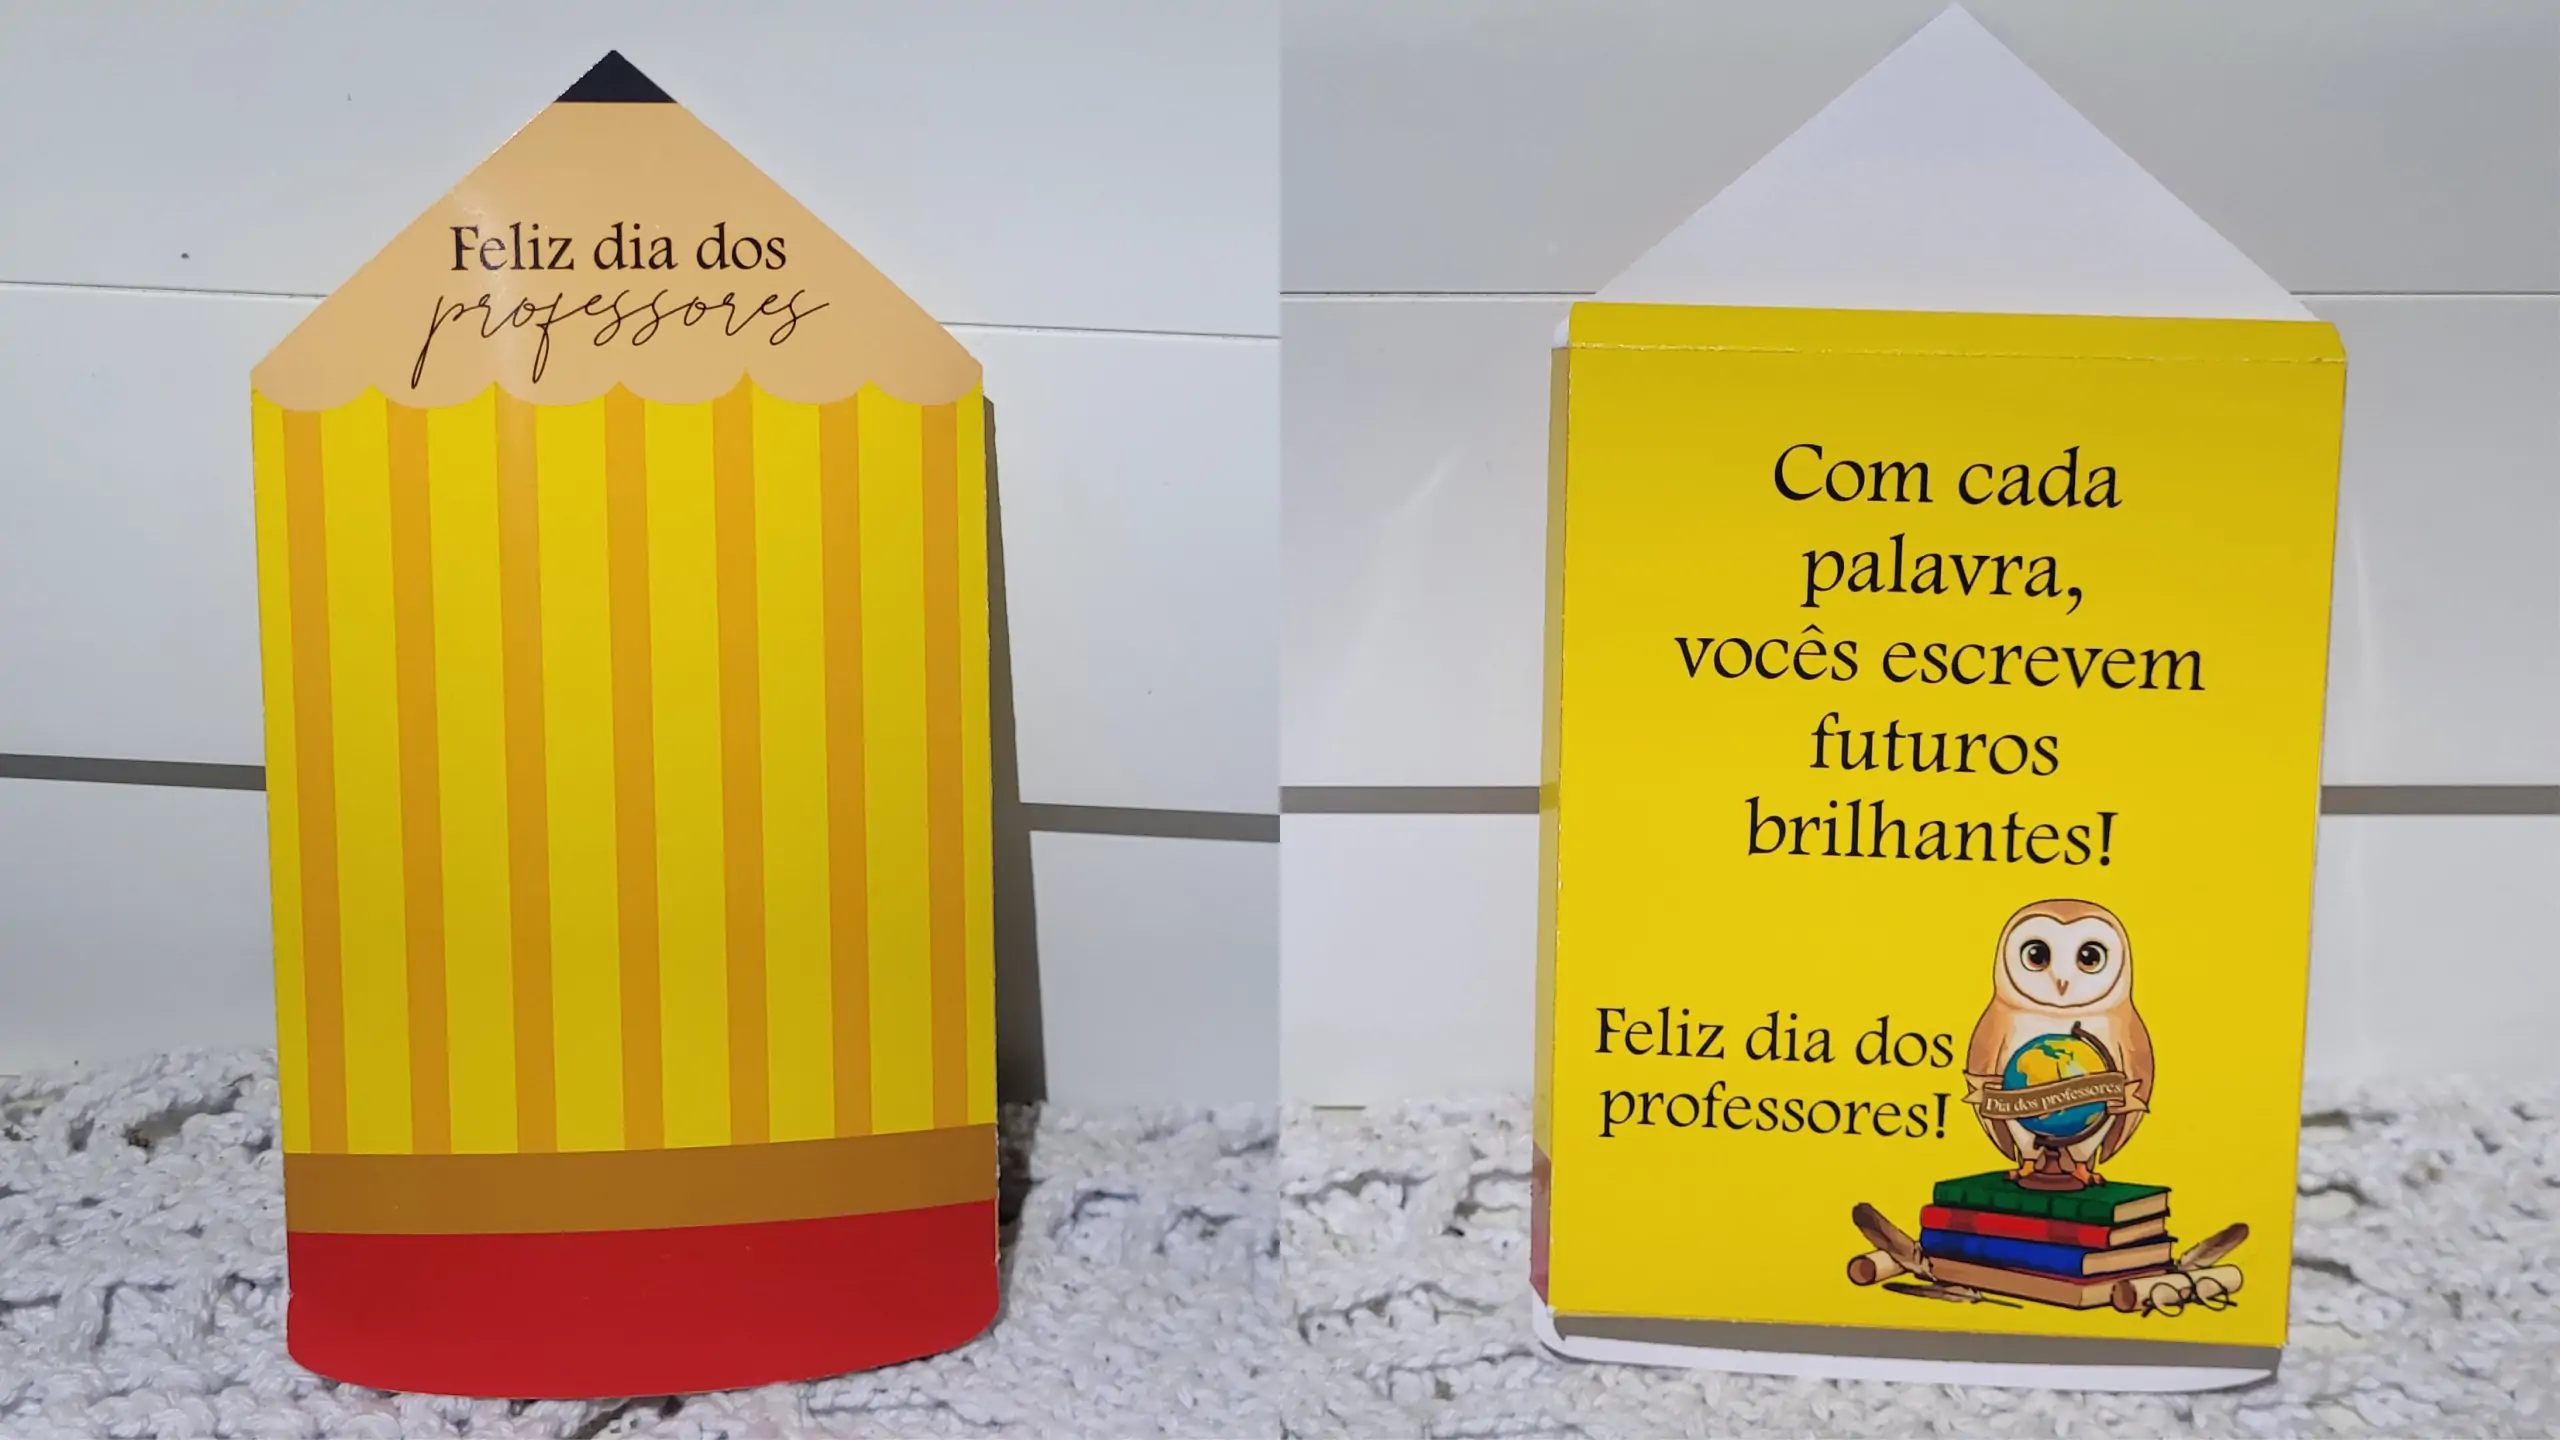 Feliz dia dos
professores
Com cada
palavra,
vocês escrevem
futuros
brilhantes!
Feliz dia dos
professores!
Dia dos professores